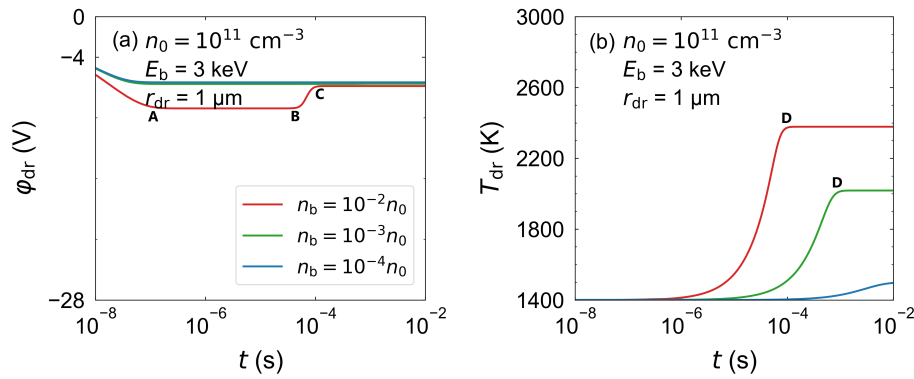 (a) n₀ = 10¹¹ cm⁻³
E_b = 3 keV
r_dr = 1 µm
0
−4
−28
φ_dr (V)
A
B
C
n_b = 10⁻²n₀
n_b = 10⁻³n₀
n_b = 10⁻⁴n₀
10⁻⁸
10⁻⁶
10⁻⁴
10⁻²
t (s)
(b) n₀ = 10¹¹ cm⁻³
E_b = 3 keV
r_dr = 1 µm
3000
2600
2200
1800
1400
T_dr (K)
D
D
10⁻⁸
10⁻⁶
10⁻⁴
10⁻²
t (s)